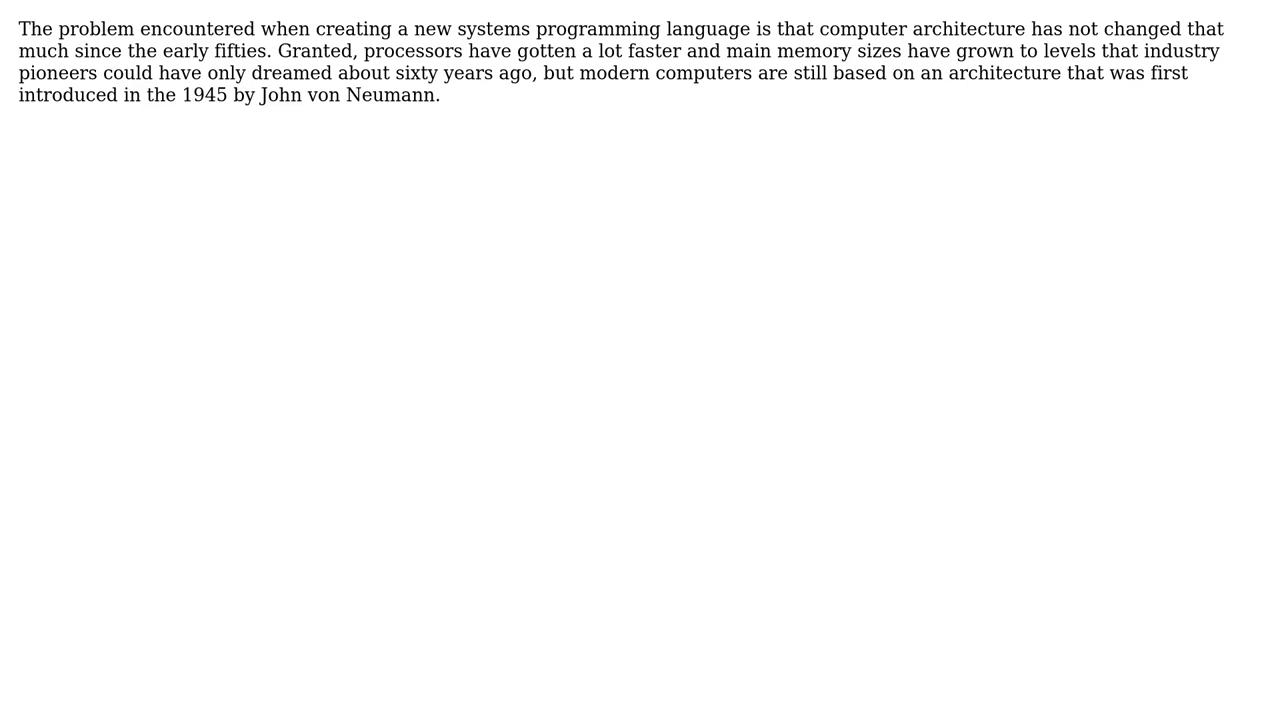 The problem encountered when creating a new systems programming language is that computer architecture has not changed that
much since the early fifties. Granted, processors have gotten a lot faster and main memory sizes have grown to levels that industry
pioneers could have only dreamed about sixty years ago, but modern computers are still based on an architecture that was first
introduced in the 1945 by John von Neumann.